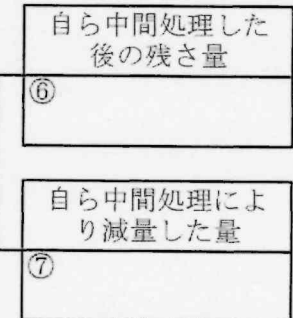 自ら中間処理した
後の残さ量
⑥
自ら中間処理によ
り減量した量
⑦